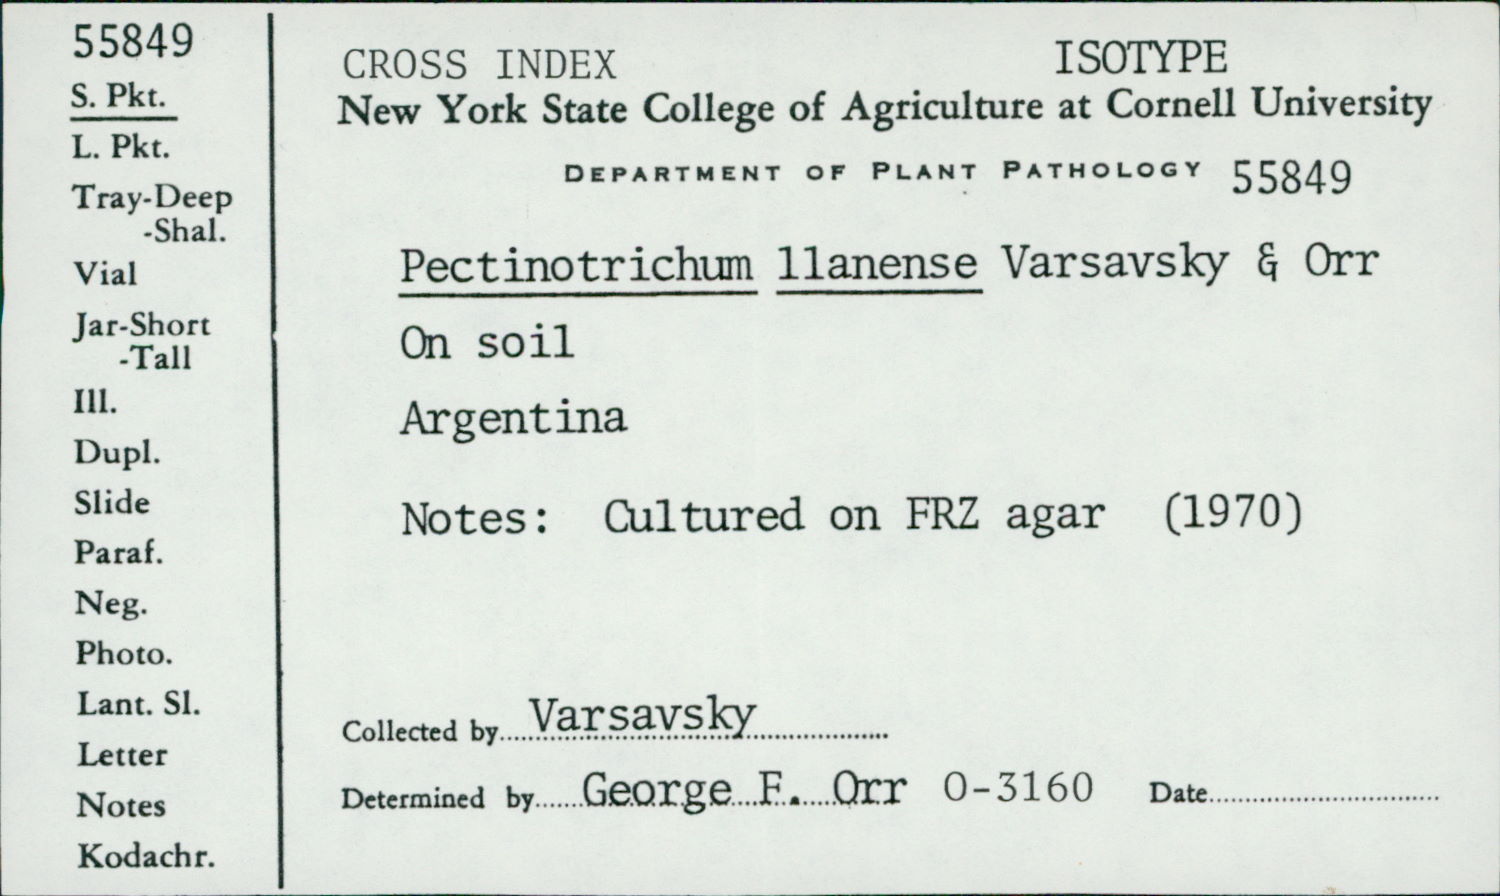 55849
S. Pkt.
L. Pkt.
Tray-Deep
-Shal.
Vial
Jar-Short
-Tall
Ill.
Dupl.
Slide
Paraf.
Neg.
Photo.
Lant. Sl.
Letter
Notes
Kodachr.
CROSS INDEX ISOTYPE
New York State College of Agriculture at Cornell University
DEPARTMENT OF PLANT PATHOLOGY 55849
Pectinotrichum llanense Varsavsky & Orr
On soil
Argentina
Notes: Cultured on FRZ agar (1970)
Collected by Varsavsky
Determined by George F. Orr O-3160 Date